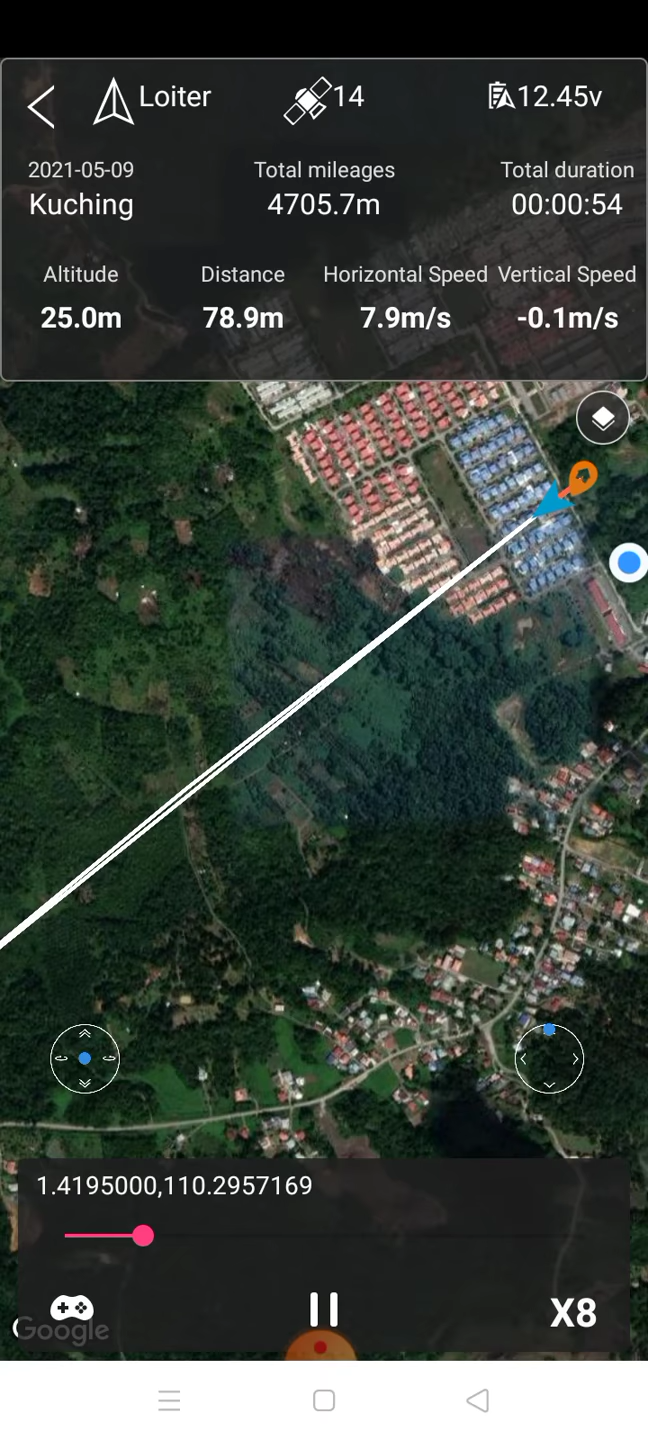 Loiter 14 12.45v
2021-05-09 Total mileages Total duration
Kuching 4705.7m 00:00:54
Altitude Distance Horizontal Speed Vertical Speed
25.0m 78.9m 7.9m/s -0.1m/s
1.4195000,110.2957169
X8
Google